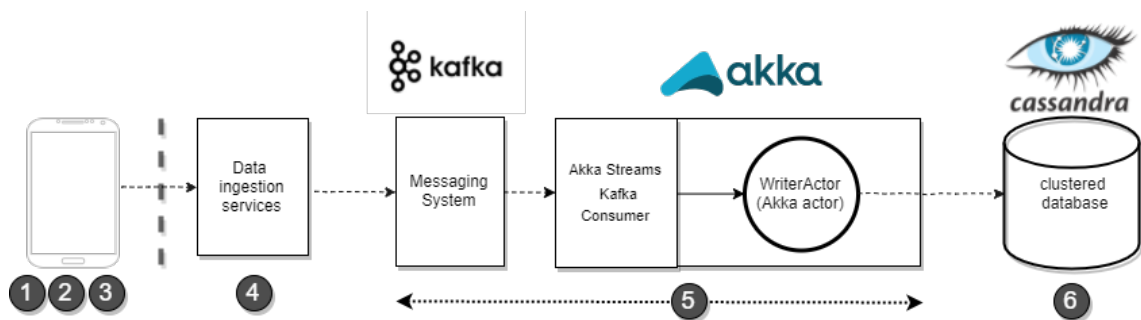 kafka
akka
cassandra
Data
ingestion
services
Messaging
System
Akka Streams
Kafka
Consumer
WriterActor
(Akka actor)
clustered
database
1 2 3
4
5
6